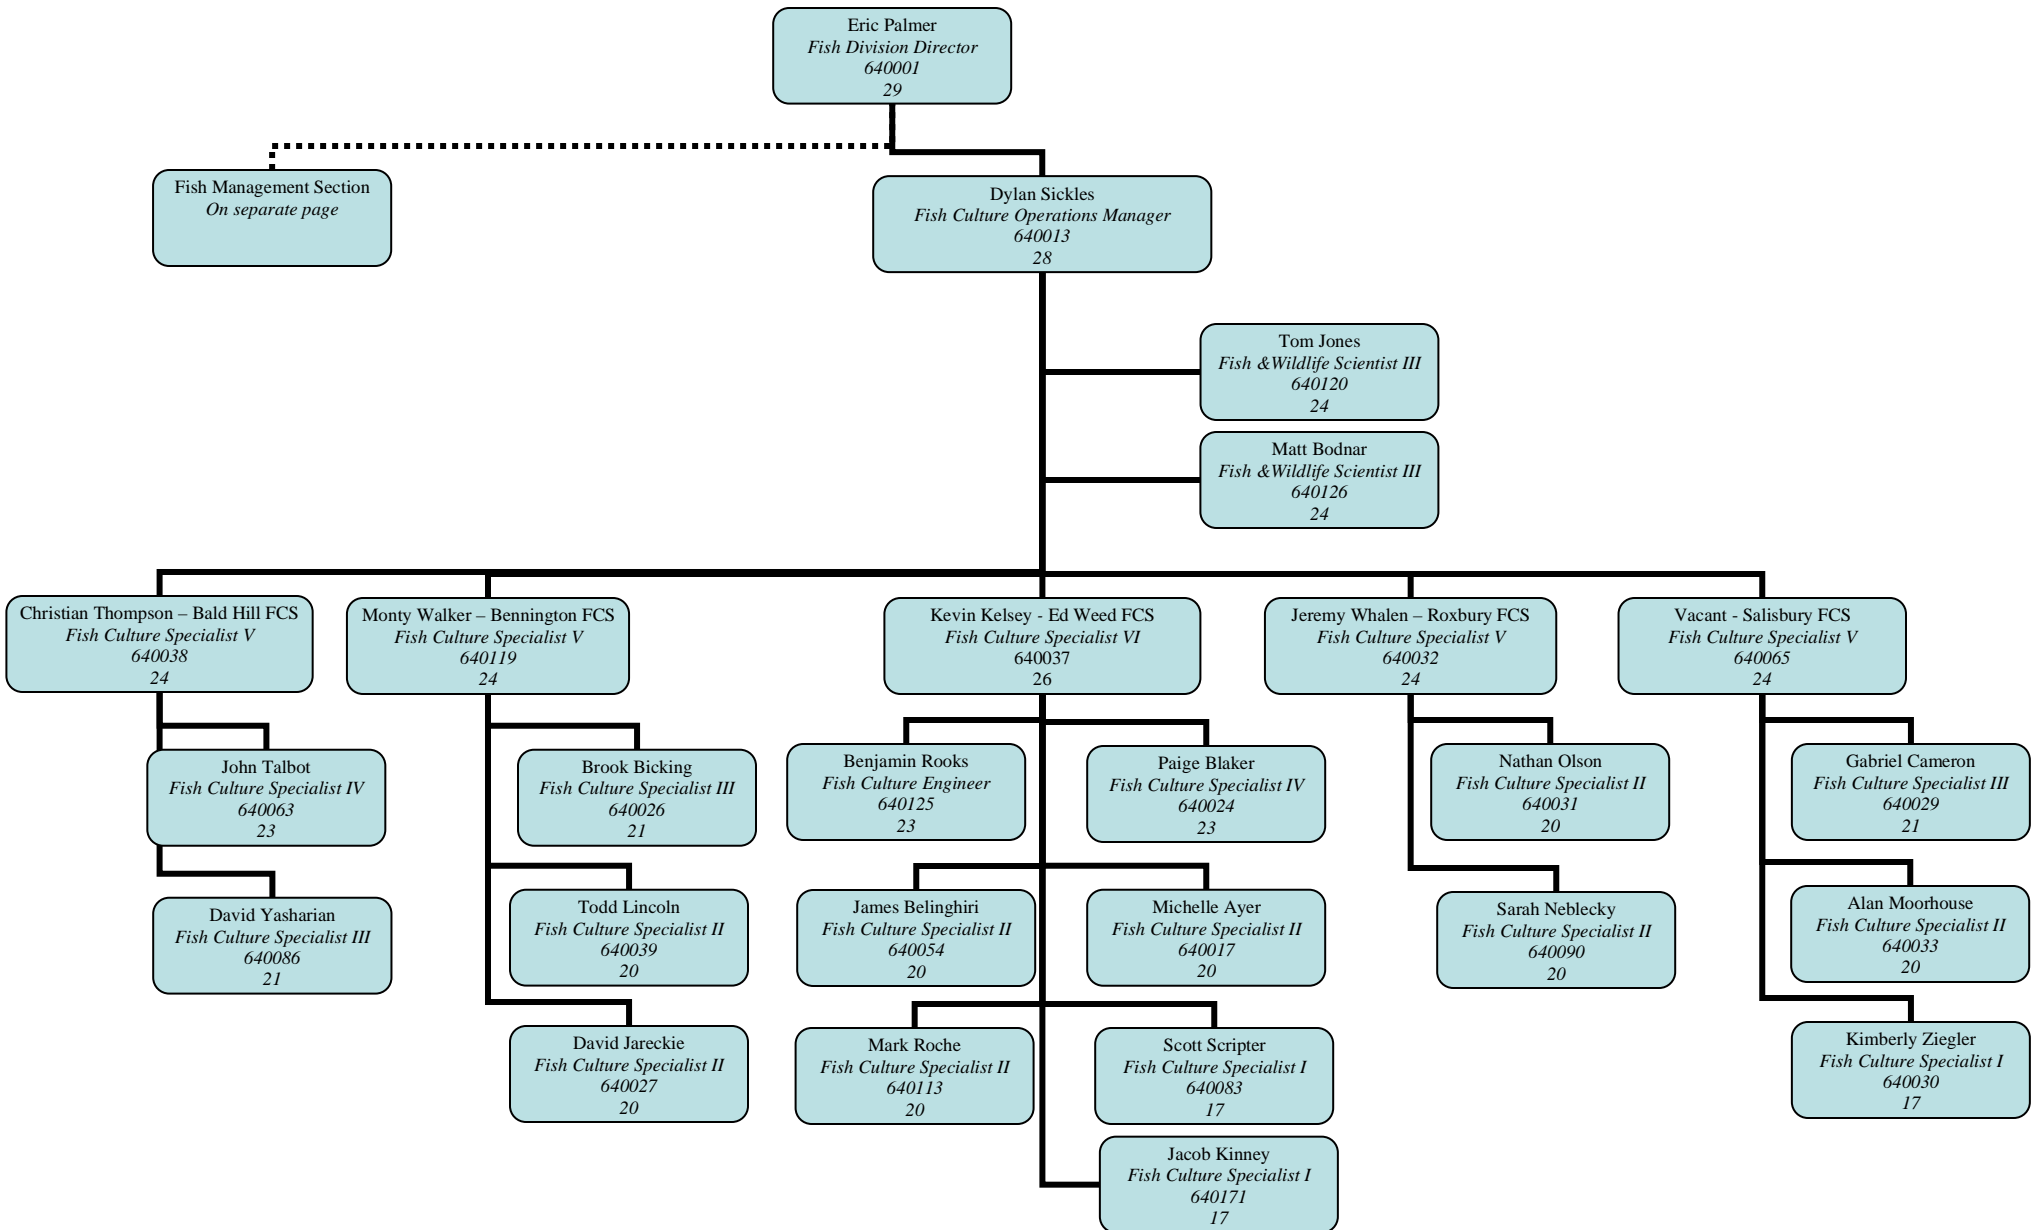 Eric Palmer
Fish Division Director
640001
29
Fish Management Section
On separate page
Dylan Sickles
Fish Culture Operations Manager
640013
28
Tom Jones
Fish &Wildlife Scientist III
640120
24
Matt Bodnar
Fish &Wildlife Scientist III
640126
24
Christian Thompson – Bald Hill FCS
Fish Culture Specialist V
640038
24
Monty Walker – Bennington FCS
Fish Culture Specialist V
640119
24
Kevin Kelsey - Ed Weed FCS
Fish Culture Specialist VI
640037
26
Jeremy Whalen – Roxbury FCS
Fish Culture Specialist V
640032
24
Vacant - Salisbury FCS
Fish Culture Specialist V
640065
24
John Talbot
Fish Culture Specialist IV
640063
23
Brook Bicking
Fish Culture Specialist III
640026
21
Benjamin Rooks
Fish Culture Engineer
640125
23
Paige Blaker
Fish Culture Specialist IV
640024
23
Nathan Olson
Fish Culture Specialist II
640031
20
Gabriel Cameron
Fish Culture Specialist III
640029
21
David Yasharian
Fish Culture Specialist III
640086
21
Todd Lincoln
Fish Culture Specialist II
640039
20
James Belinghiri
Fish Culture Specialist II
640054
20
Michelle Ayer
Fish Culture Specialist II
640017
20
Sarah Neblecky
Fish Culture Specialist II
640090
20
Alan Moorhouse
Fish Culture Specialist II
640033
20
David Jareckie
Fish Culture Specialist II
640027
20
Mark Roche
Fish Culture Specialist II
640113
20
Scott Scripter
Fish Culture Specialist I
640083
17
Kimberly Ziegler
Fish Culture Specialist I
640030
17
Jacob Kinney
Fish Culture Specialist I
640171
17